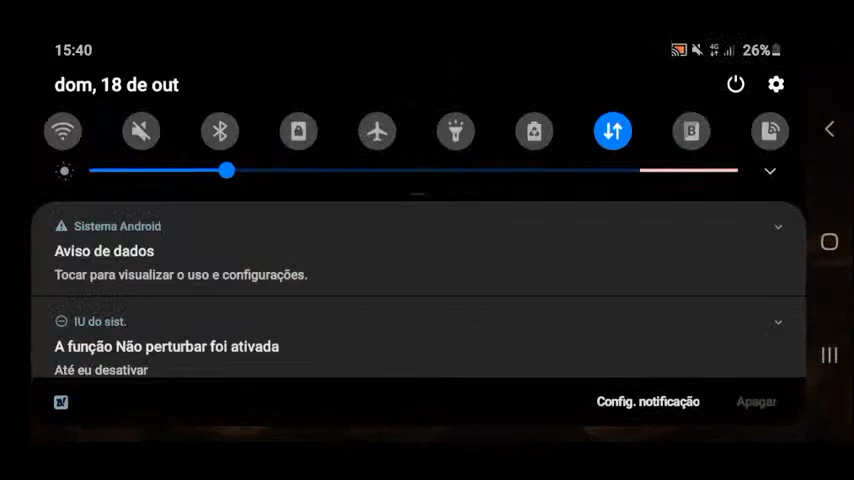 15:40
4G
26%
dom, 18 de out
B
Sistema Android
Aviso de dados
Tocar para visualizar o uso e configurações.
IU do sist.
A função Não perturbar foi ativada
Até eu desativar
Config. notificação
Apagar